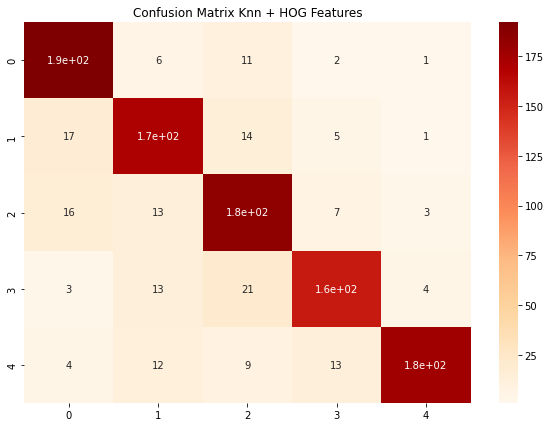 Confusion Matrix Knn + HOG Features
0 1.9e+02 6 11 2 1
1 17 1.7e+02 14 5 1
2 16 13 1.8e+02 7 3
3 3 13 21 1.6e+02 4
4 4 12 9 13 1.8e+02
0 1 2 3 4
175
150
125
100
75
50
25